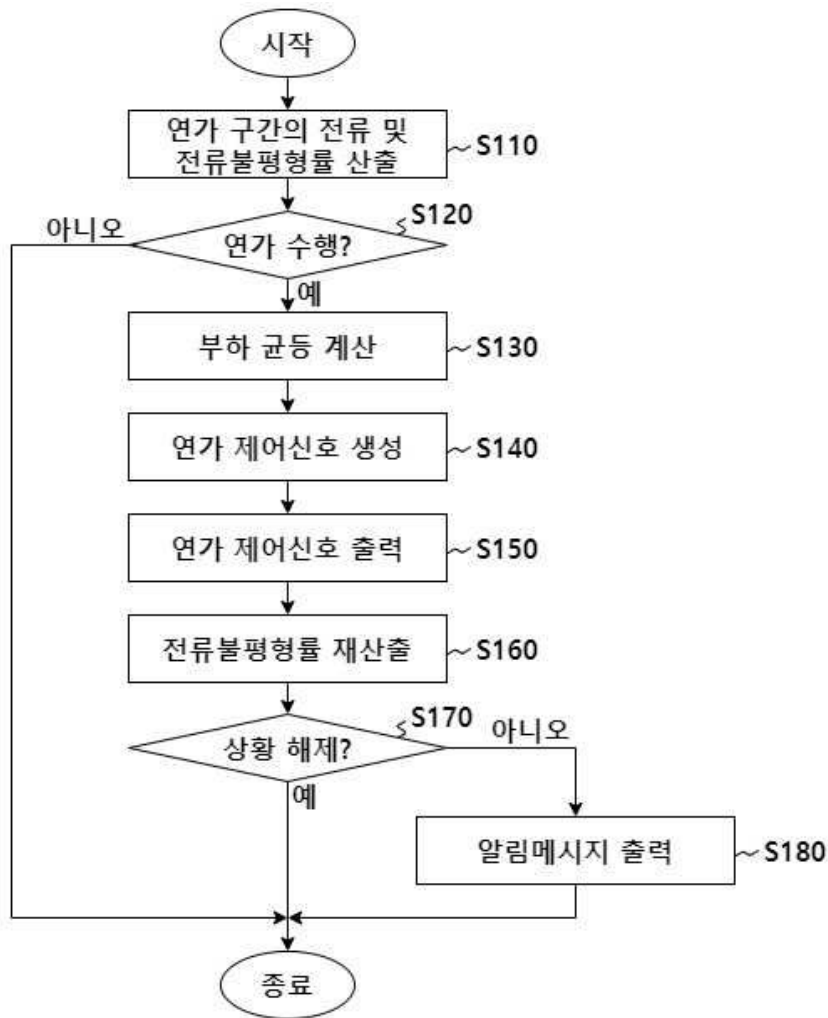 시작
연가 구간의 전류 및
전류불평형률 산출
S110
S120
아니오
연가 수행?
예
부하 균등 계산
S130
연가 제어신호 생성
S140
연가 제어신호 출력
S150
전류불평형률 재산출
S160
S170
아니오
상황 해제?
예
알림메시지 출력
S180
종료